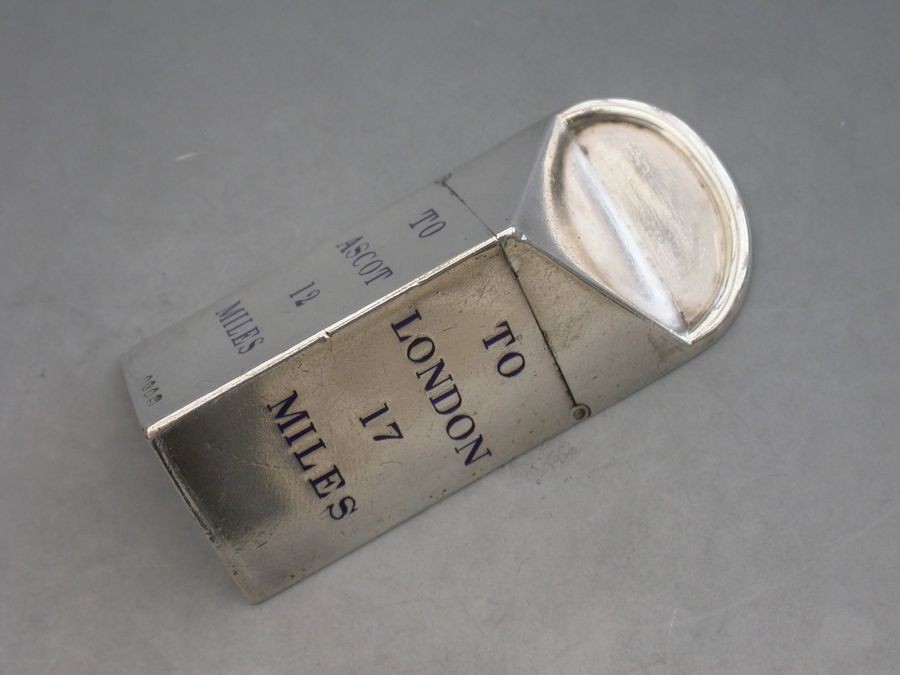 TO
ASCOT
12
MILES
TO
LONDON
17
MILES